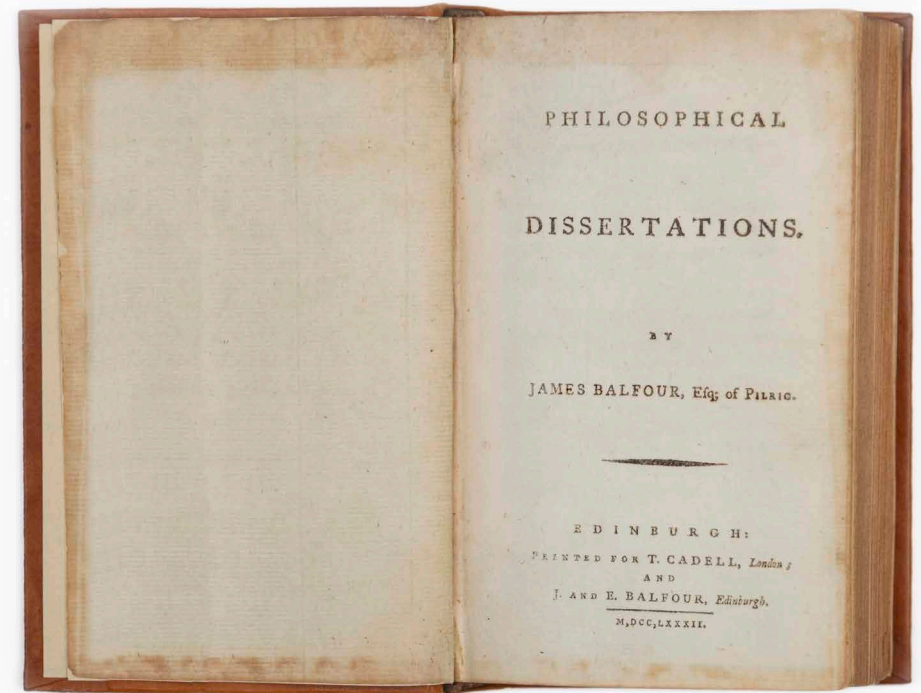 PHILOSOPHICAL
DISSERTATIONS.
BY
JAMES BALFOUR, Eſq; of PILRIG.
EDINBURGH:
PRINTED FOR T. CADELL, London;
AND
J. AND E. BALFOUR, Edinburgh.
M,DCC,LXXXII.